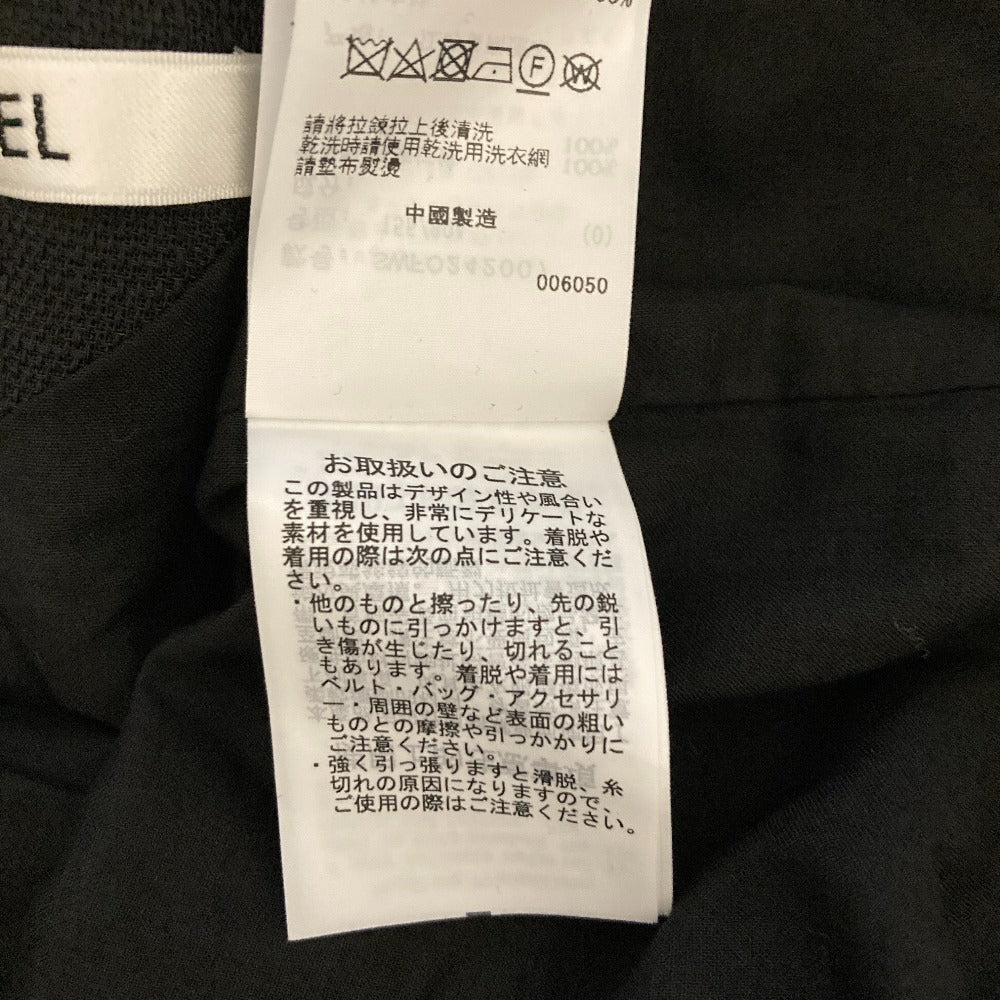 EL
請將拉鍊拉上後清洗
乾洗時請使用乾洗用洗衣網
請墊布熨燙
中國製造
006050
お取扱いのご注意
この製品はデザイン性や風合い
を重視し、非常にデリケートな
素材を使用しています。着脱や
着用の際は次の点にご注意くだ
さい。
・他のものと擦ったり、先の鋭
いものに引っかけますと、引
き傷が生じたり、切れること
もあります。着脱や着用には
ベルト・バッグ・アクセサリ
ー・周囲の壁など表面の粗い
ものとの摩擦や引っかかりに
ご注意ください。
・強く引っ張りますと滑脱、糸
切れの原因になりますので、
ご使用の際はご注意ください。